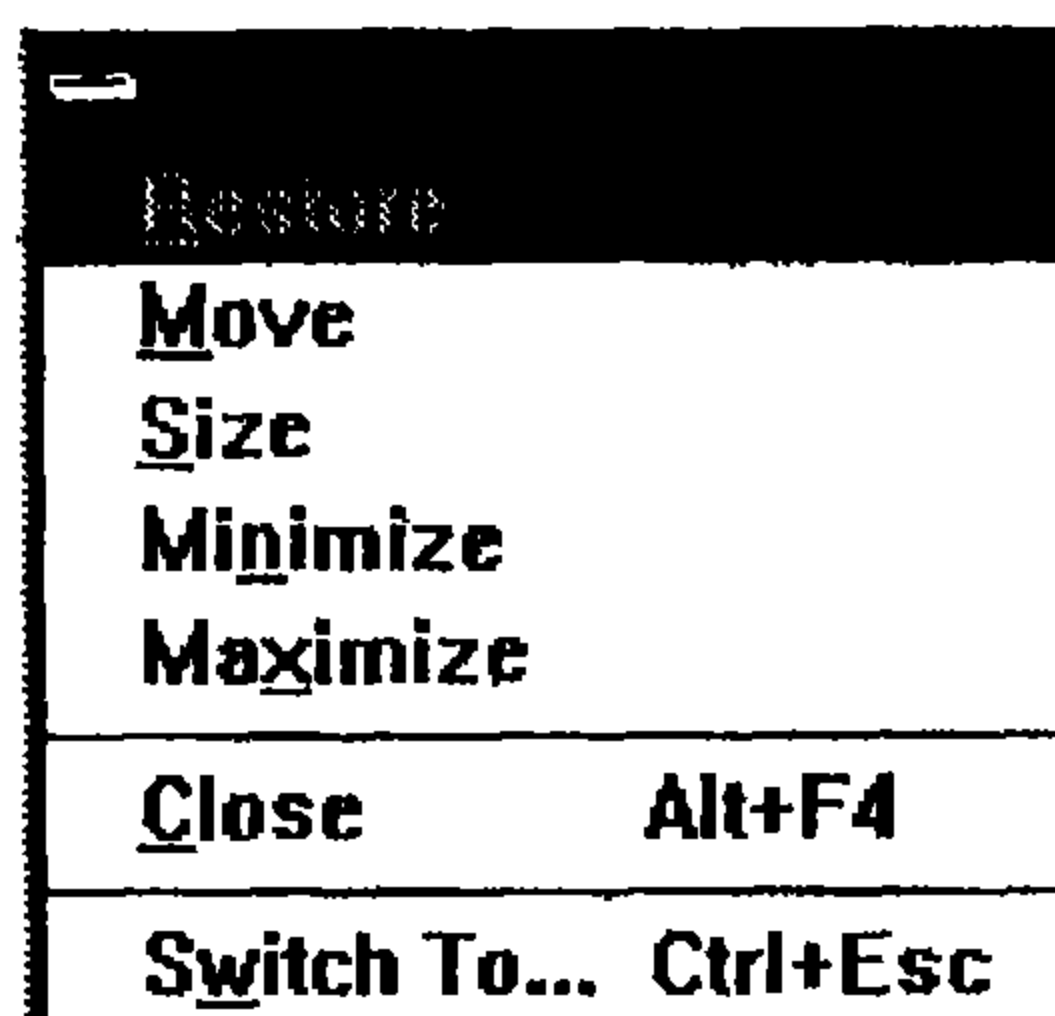 Restore
Move
Size
Minimize
Maximize
Close Alt+F4
Switch To... Ctrl+Esc